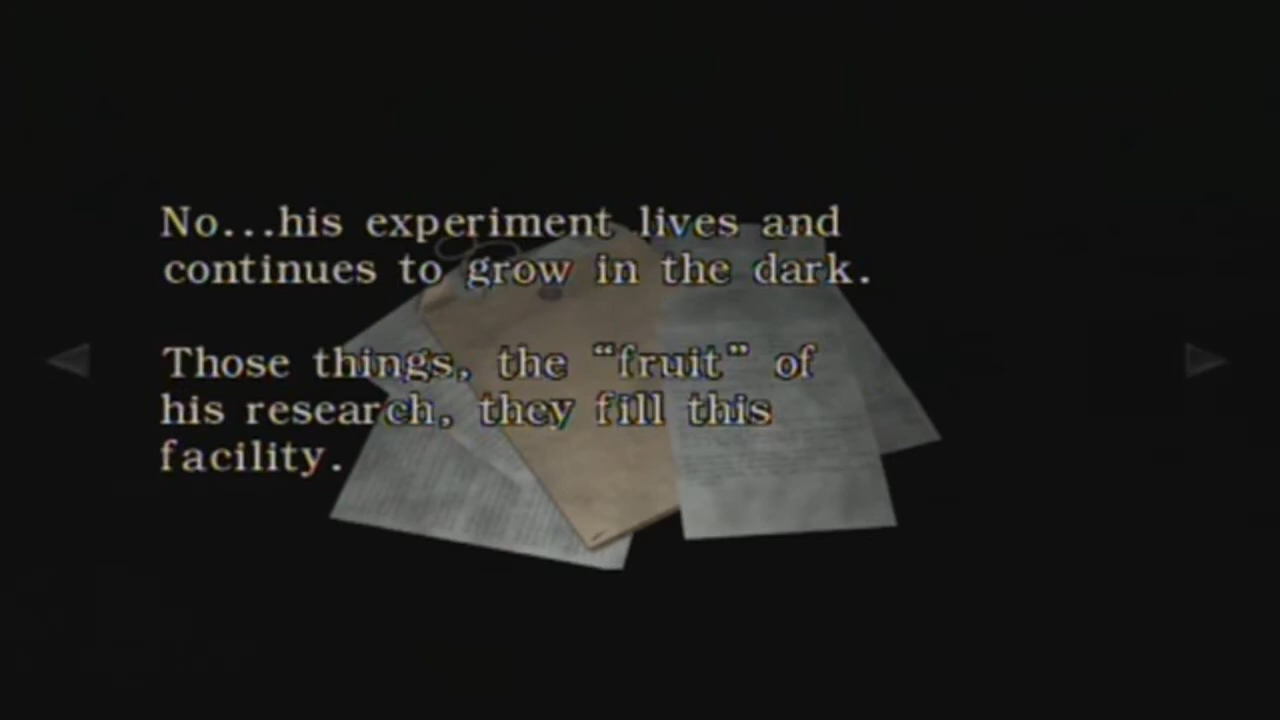 No...his experiment lives and
continues to grow in the dark.
Those things, the “fruit” of
his research, they fill this
facility.